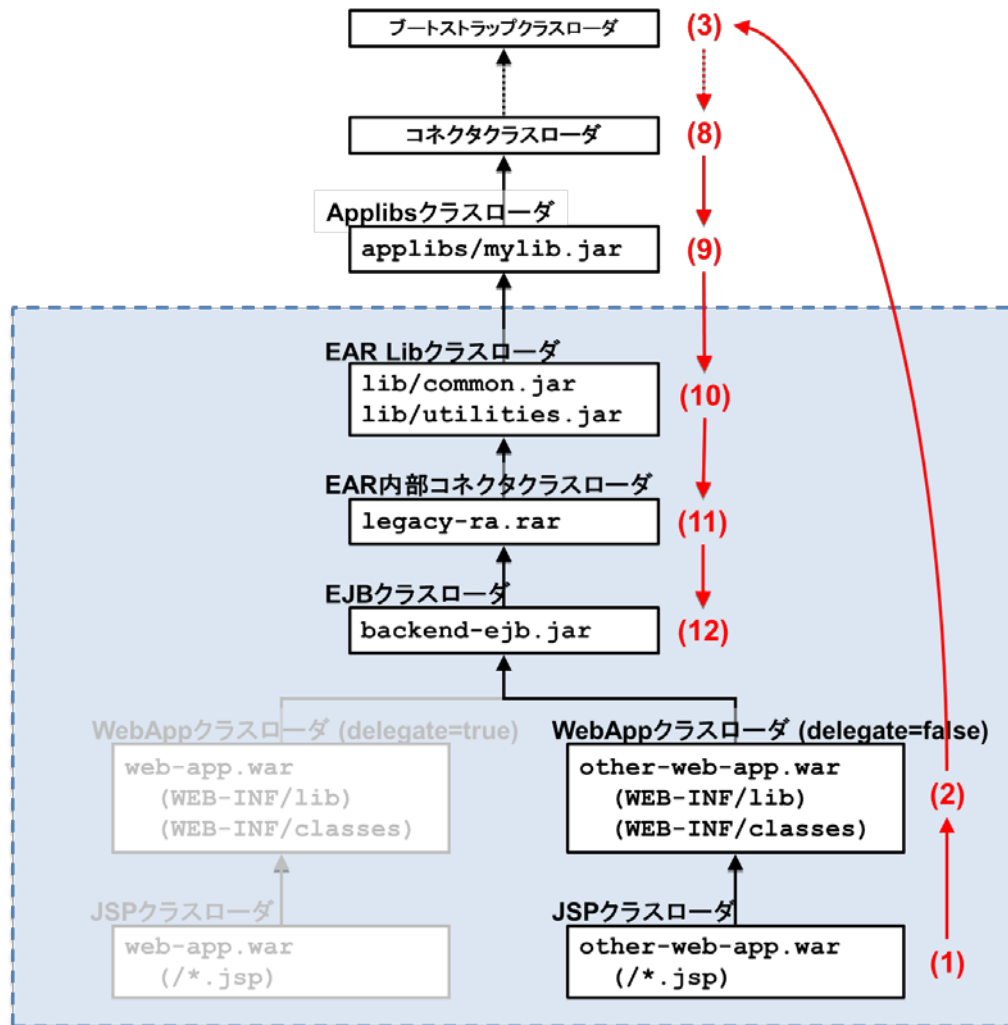 ブートストラップクラスローダ (3)
コネクタクラスローダ (8)
Applibsクラスローダ
applibs/mylib.jar (9)
EAR Libクラスローダ
lib/common.jar
lib/utilities.jar
(10)
EAR内部コネクタクラスローダ
legacy-ra.rar (11)
EJBクラスローダ
backend-ejb.jar (12)
WebAppクラスローダ (delegate=true)
web-app.war
(WEB-INF/lib)
(WEB-INF/classes)
WebAppクラスローダ (delegate=false)
other-web-app.war
(WEB-INF/lib)
(WEB-INF/classes)
(2)
JSPクラスローダ
web-app.war
(/*.jsp)
JSPクラスローダ
other-web-app.war
(/*.jsp)
(1)